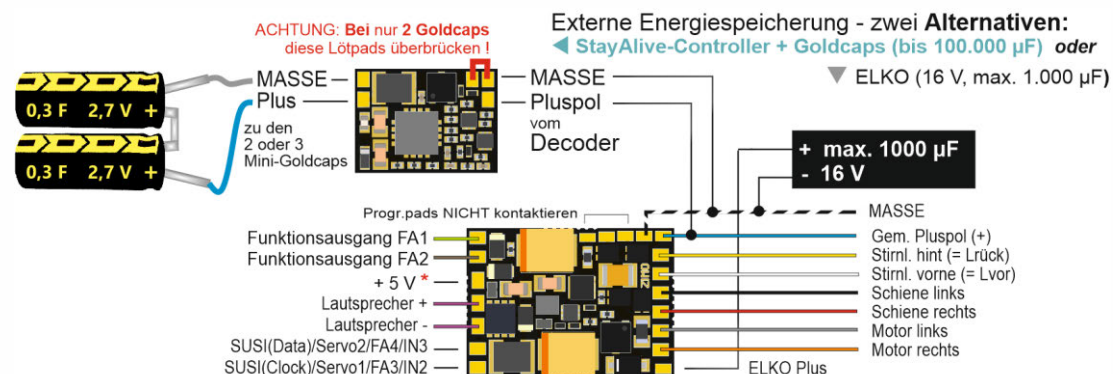 ACHTUNG: Bei nur 2 Goldcaps
diese Lötpads überbrücken !
Externe Energiespeicherung - zwei Alternativen:
StayAlive-Controller + Goldcaps (bis 100.000 µF) oder
ELKO (16 V, max. 1.000 µF)
MASSE
Plus
zu den
2 oder 3
Mini-Goldcaps
0,3 F 2,7 V +
0,3 F 2,7 V +
MASSE
Pluspol
vom
Decoder
+ max. 1000 µF
- 16 V
Progr.pads NICHT kontaktieren
Funktionsausgang FA1
Funktionsausgang FA2
+ 5 V *
Lautsprecher +
Lautsprecher -
SUSI(Data)/Servo2/FA4/IN3
SUSI(Clock)/Servo1/FA3/IN2
ZIMO
MASSE
Gem. Pluspol (+)
Stirnl. hint (= Lrück)
Stirnl. vorne (= Lvor)
Schiene links
Schiene rechts
Motor links
Motor rechts
ELKO Plus